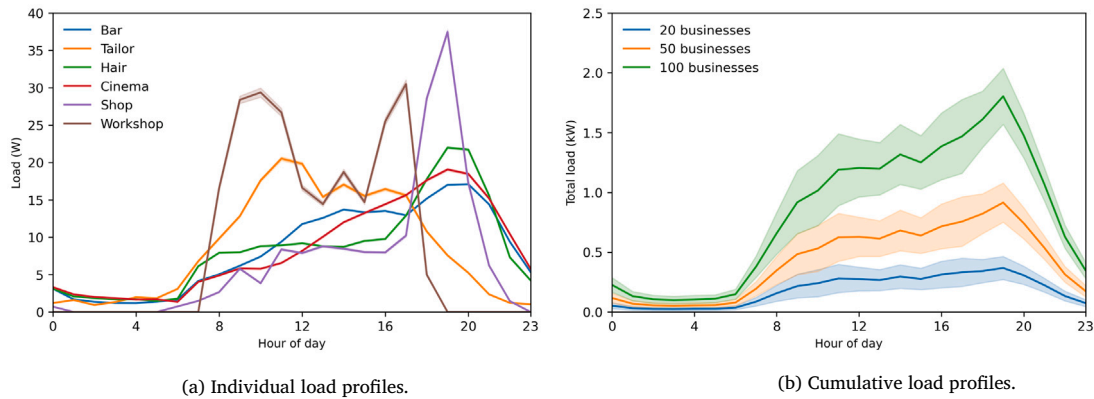 40
35
30
25
20
15
10
5
0
Load (W)
Bar
Tailor
Hair
Cinema
Shop
Workshop
0 4 8 12 16 20 23
Hour of day
(a) Individual load profiles.
2.5
2.0
1.5
1.0
0.5
0.0
Total load (kW)
20 businesses
50 businesses
100 businesses
0 4 8 12 16 20 23
Hour of day
(b) Cumulative load profiles.